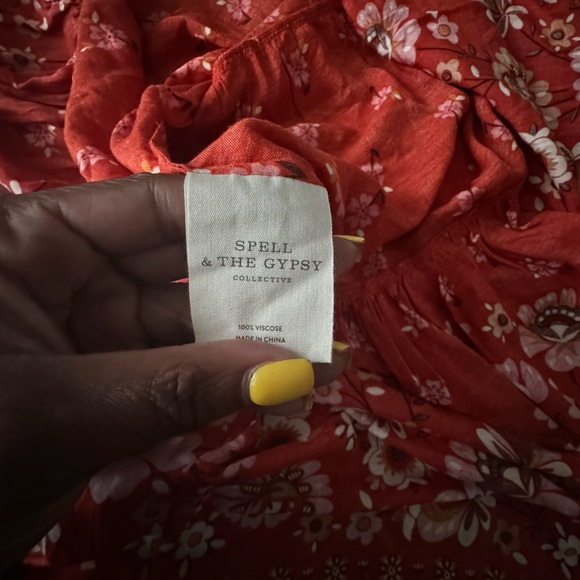 SPELL
& THE GYPSY
COLLECTIVE
100% VISCOSE
MADE IN CHINA